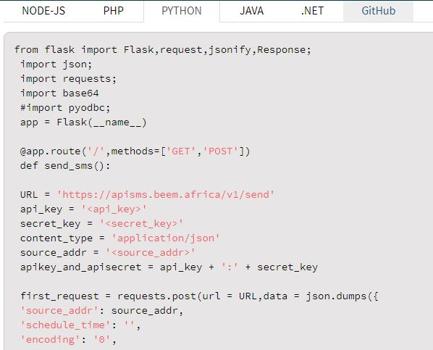 NODE-JS PHP PYTHON JAVA .NET GitHub
from flask import Flask,request,jsonify,Response;
import json;
import requests;
import base64
#import pyodbc;
app = Flask(__name__)
@app.route('/',methods=['GET','POST'])
def send_sms():
URL = 'https://apisms.beem.africa/v1/send'
api_key = '<api_key>'
secret_key = '<secret_key>'
content_type = 'application/json'
source_addr = '<source_addr>'
apikey_and_apisecret = api_key + ':' + secret_key
first_request = requests.post(url = URL,data = json.dumps({
'source_addr': source_addr,
'schedule_time': '',
'encoding': '0',